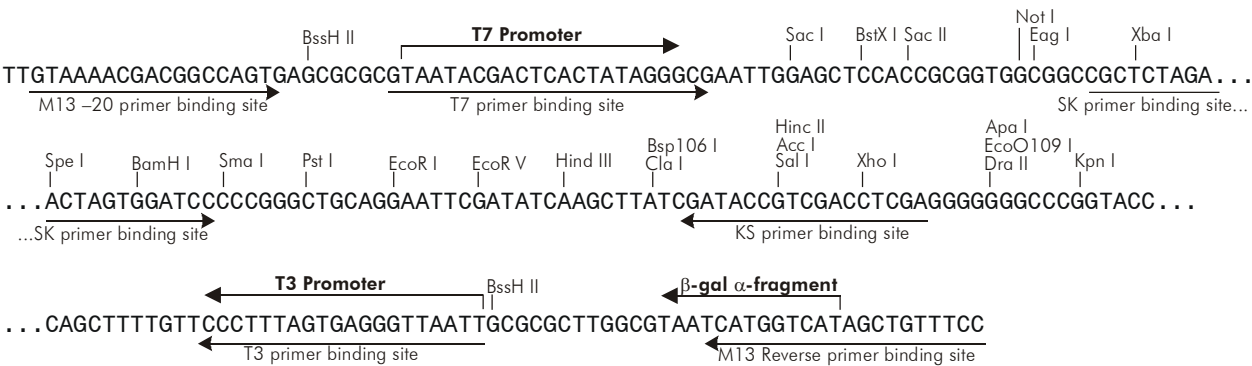 Not I
BssH II T7 Promoter Sac I BstX I Sac II Eag I Xba I
TTGTAAAACGACGGCCAGTGAGCGCGCGTAATACGACTCACTATAGGGCGAATTGGAGCTCCACCGCGGTGGCGGCCGCTCTAGA...
M13 –20 primer binding site T7 primer binding site SK primer binding site...
Hinc II Apa I
Bsp106 I Acc I EcoO109 I
Spe I BamH I Sma I Pst I EcoR I EcoR V Hind III Cla I Sal I Xho I Dra II Kpn I
...ACTAGTGGATCCCCCGGGCTGCAGGAATTCGATATCAAGCTTATCGATACCGTCGACCTCGAGGGGGGGCCCGGTACC...
...SK primer binding site KS primer binding site
T3 Promoter BssH II β-gal α-fragment
...CAGCTTTTGTTCCCTTTAGTGAGGGTTAATTGCGCGCTTGGCGTAATCATGGTCATAGCTGTTTCC
T3 primer binding site M13 Reverse primer binding site